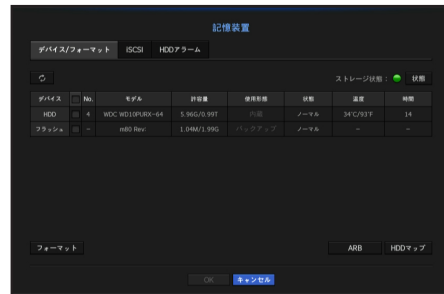 記憶装置
デバイス/フォーマット iSCSI HDDアラーム
ストレージ状態 : 状態
デバイス No. モデル 許容量 使用形態 状態 温度 時間
HDD 4 WDC WD10PURX-64 5.96G/0.99T 内蔵 ノーマル 34℃/93℉ 14
フラッシュ - m80 Rev: 1.04M/1.99G バックアップ ノーマル - -
フォーマット ARB HDDマップ
OK キャンセル